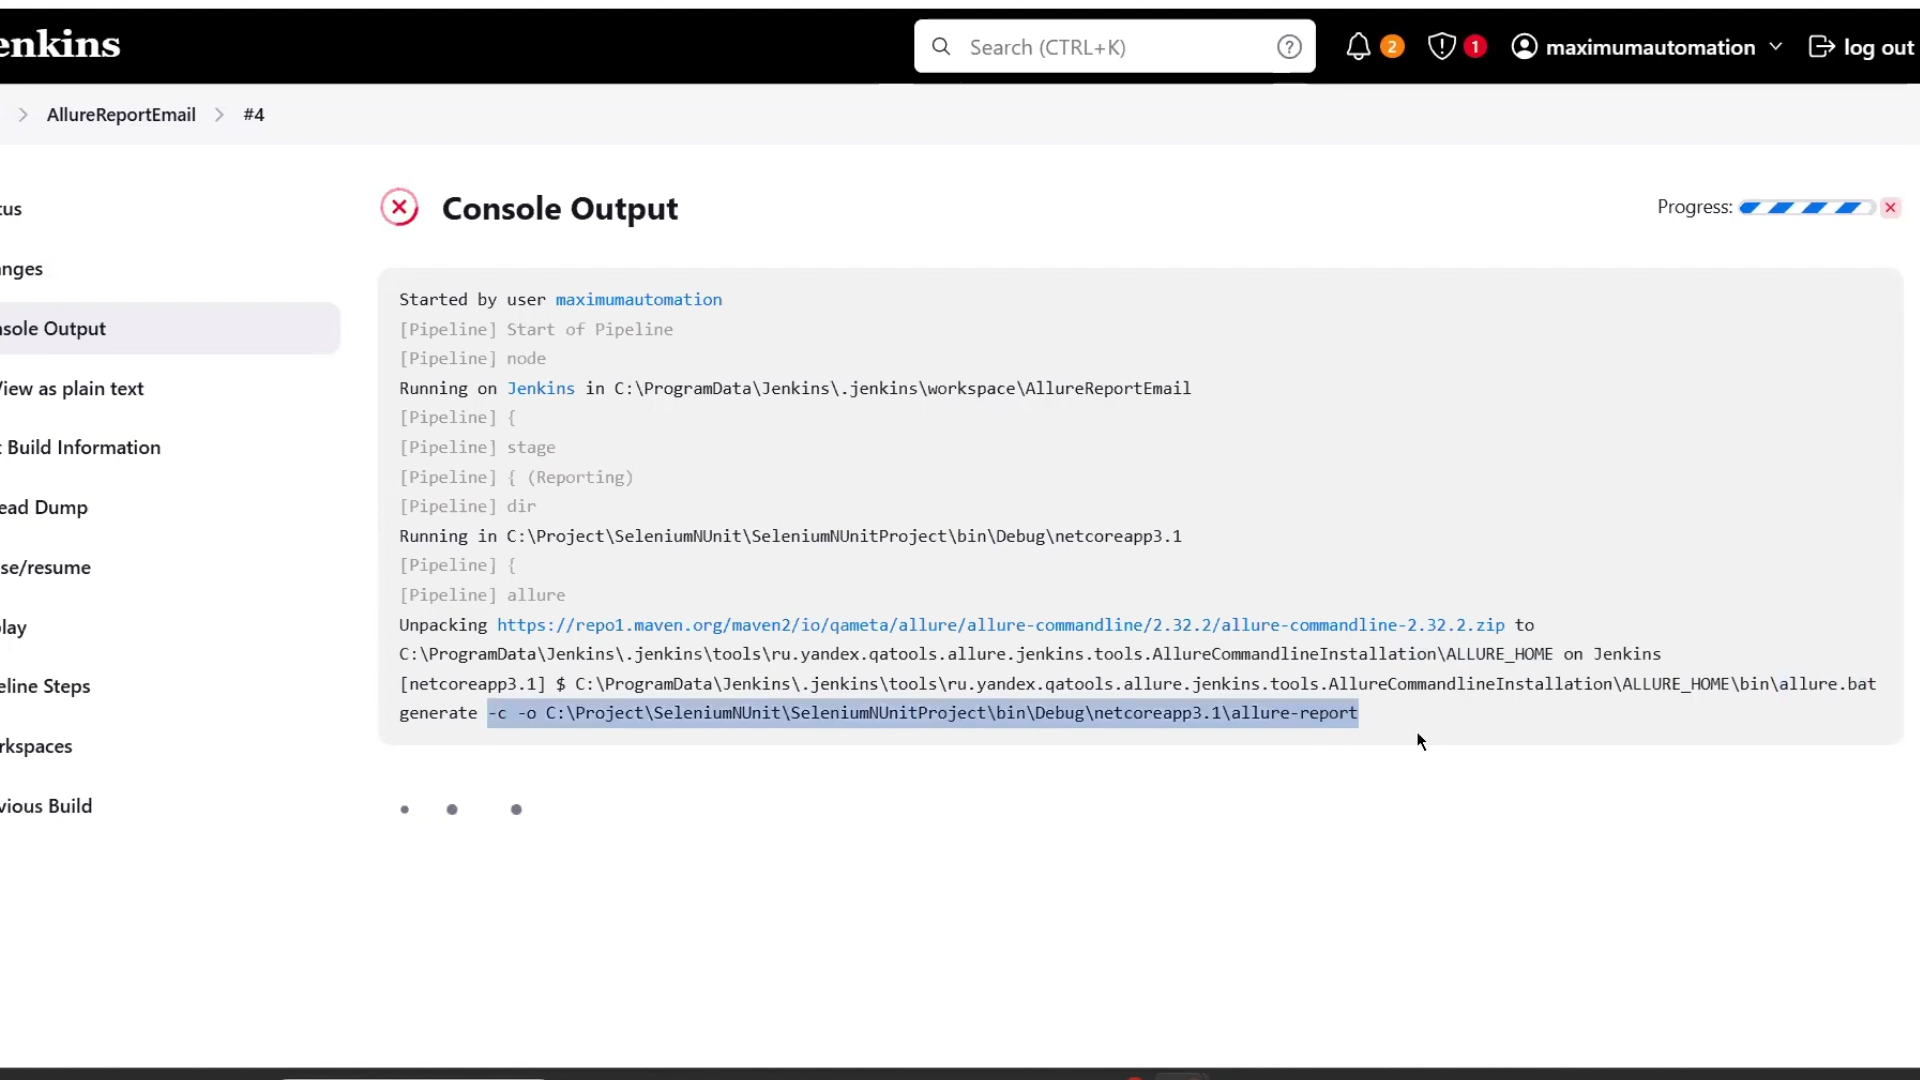 enkins
Search (CTRL+K)
2
1
maximumautomation
log out
AllureReportEmail
#4
tus
anges
nsole Output
View as plain text
t Build Information
ead Dump
se/resume
lay
eline Steps
rkspaces
vious Build
Console Output
Progress:
Started by user maximumautomation
[Pipeline] Start of Pipeline
[Pipeline] node
Running on Jenkins in C:\ProgramData\Jenkins\.jenkins\workspace\AllureReportEmail
[Pipeline] {
[Pipeline] stage
[Pipeline] { (Reporting)
[Pipeline] dir
Running in C:\Project\SeleniumNUnit\SeleniumNUnitProject\bin\Debug\netcoreapp3.1
[Pipeline] {
[Pipeline] allure
Unpacking https://repo1.maven.org/maven2/io/qameta/allure/allure-commandline/2.32.2/allure-commandline-2.32.2.zip to
C:\ProgramData\Jenkins\.jenkins\tools\ru.yandex.qatools.allure.jenkins.tools.AllureCommandlineInstallation\ALLURE_HOME on Jenkins
[netcoreapp3.1] $ C:\ProgramData\Jenkins\.jenkins\tools\ru.yandex.qatools.allure.jenkins.tools.AllureCommandlineInstallation\ALLURE_HOME\bin\allure.bat
generate -c -o C:\Project\SeleniumNUnit\SeleniumNUnitProject\bin\Debug\netcoreapp3.1\allure-report